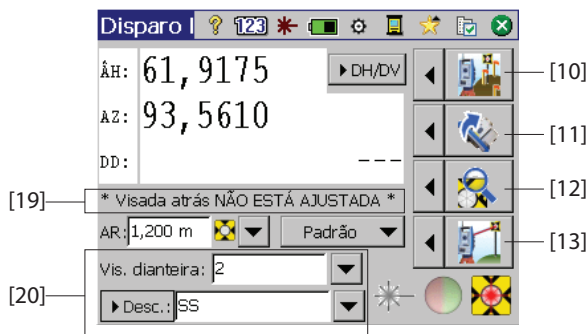 Disparo I ? 123
ÂH: 61,9175 DH/DV
AZ: 93,5610
DD: ---
* Visada atrás NÃO ESTÁ AJUSTADA *
AR: 1,200 m Padrão
Vis. dianteira: 2
Desc.: SS
[10]
[11]
[12]
[13]
[19]
[20]